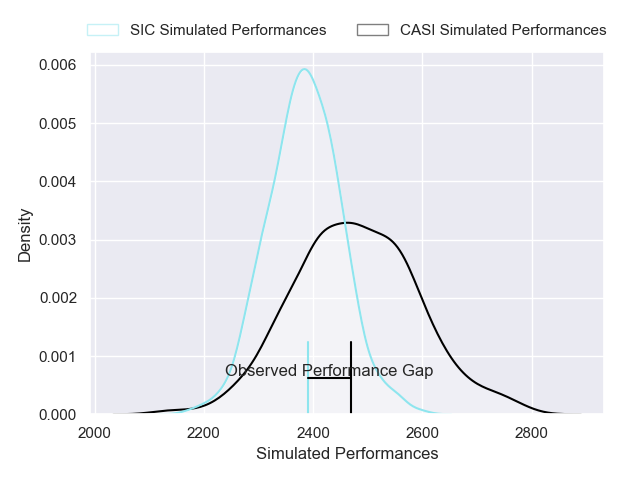 SIC Simulated Performances CASI Simulated Performances
0.006
0.005
0.004
0.003
0.002
0.001
0.000
Density
Observed Performance Gap
2000 2200 2400 2600 2800
Simulated Performances